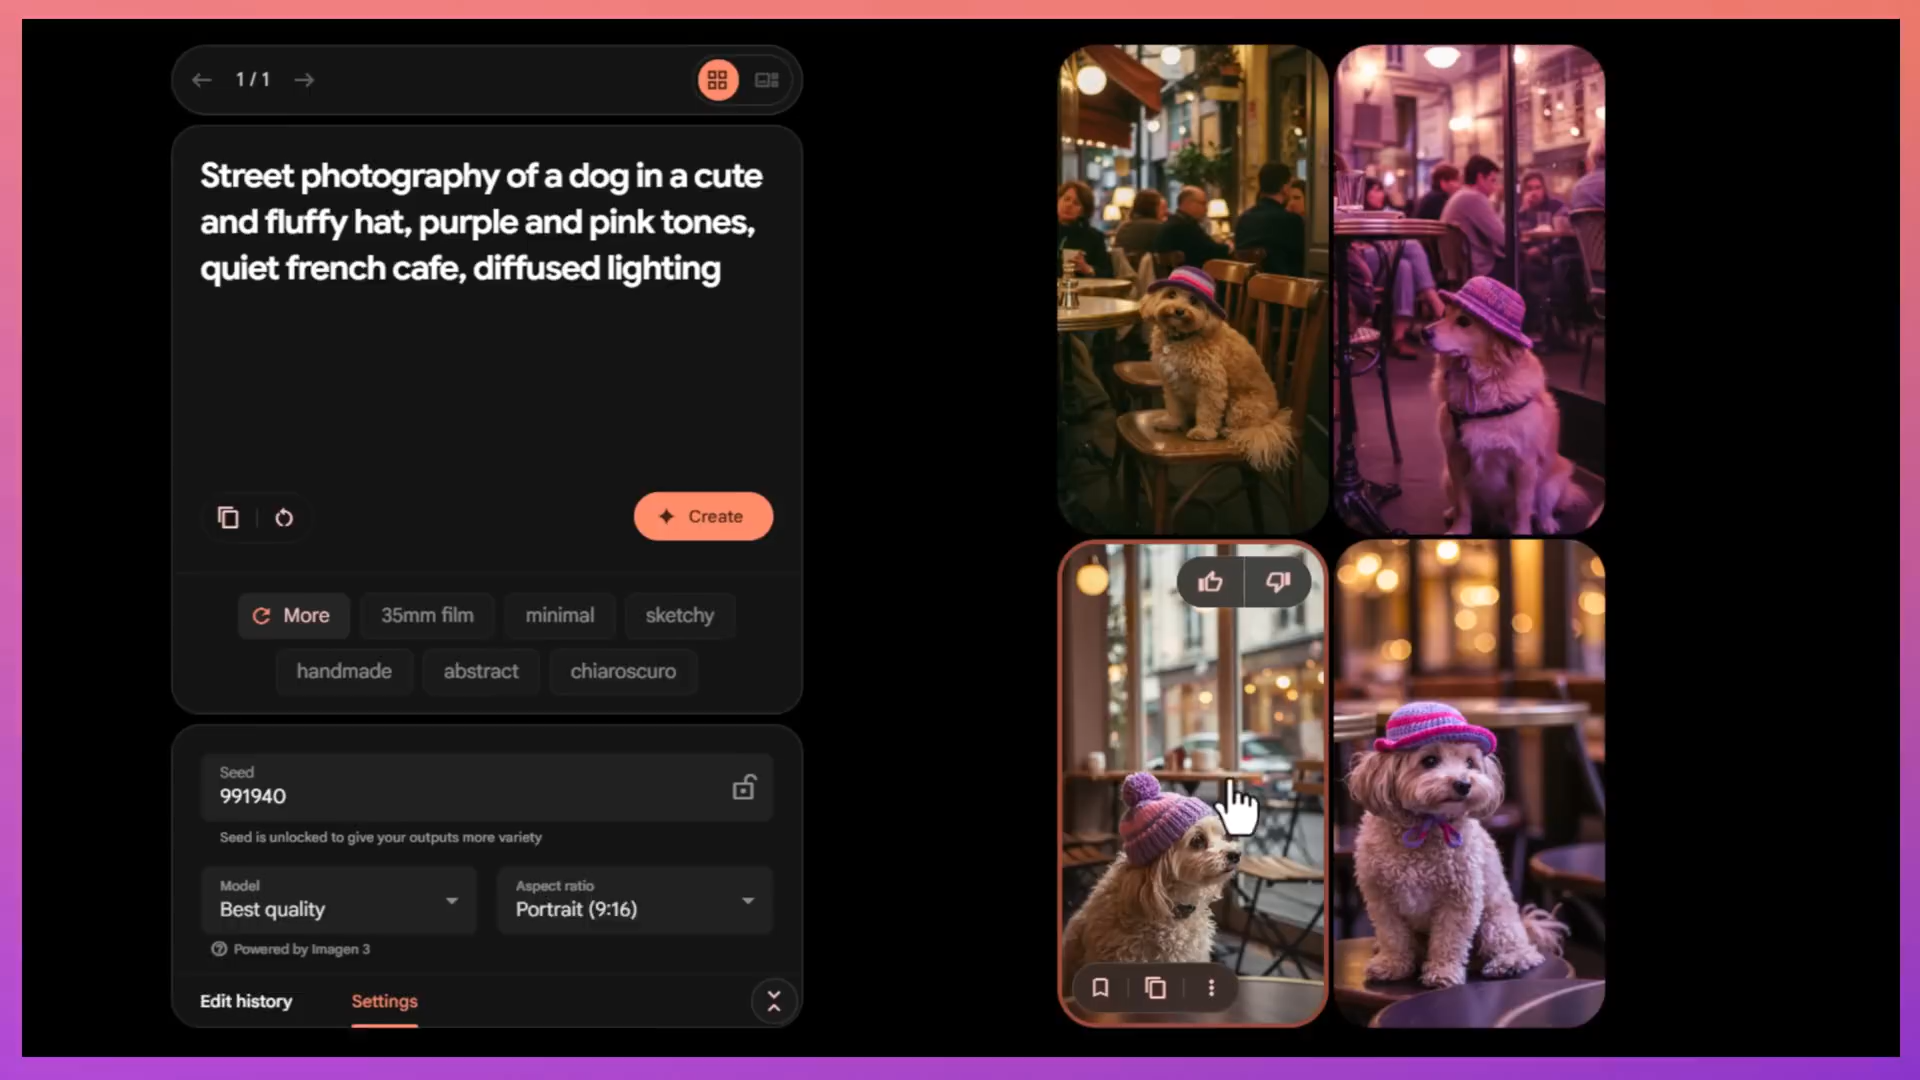 1 / 1
Street photography of a dog in a cute
and fluffy hat, purple and pink tones,
quiet french cafe, diffused lighting
Create
More
35mm film
minimal
sketchy
handmade
abstract
chiaroscuro
Seed
991940
Seed is unlocked to give your outputs more variety
Model
Best quality
Aspect ratio
Portrait (9:16)
Powered by Imagen 3
Edit history
Settings